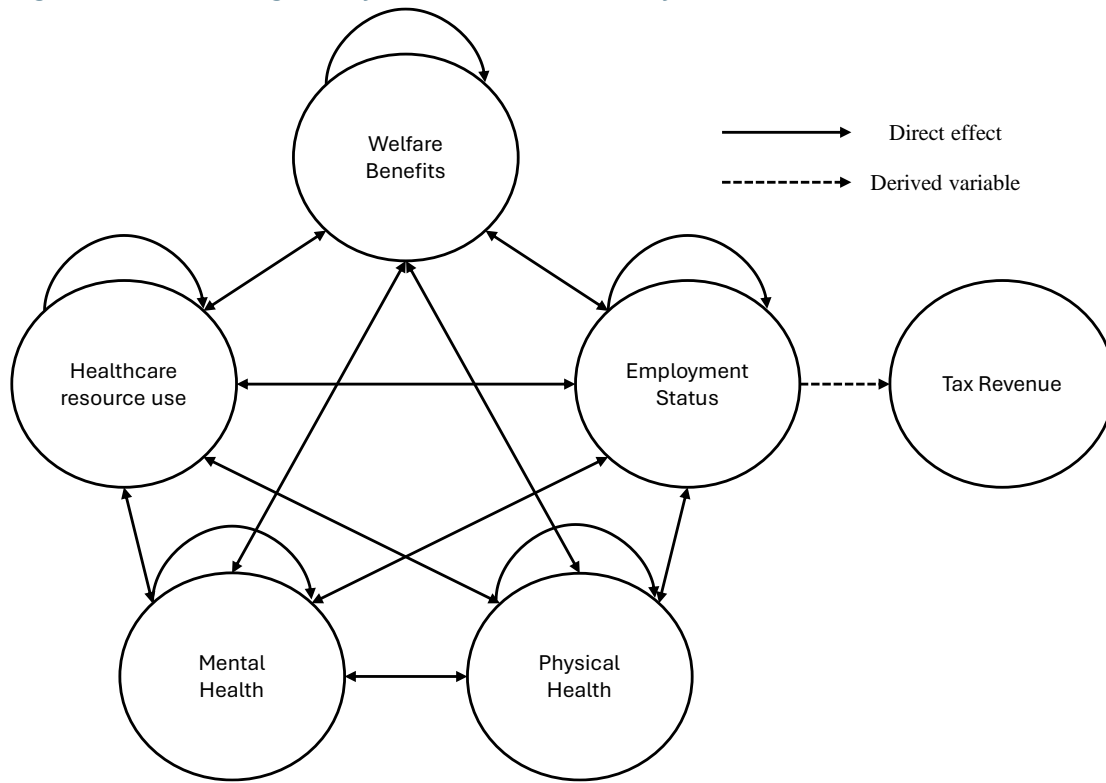 Welfare
Benefits
Direct effect
Derived variable
Healthcare
resource use
Employment
Status
Tax Revenue
Mental
Health
Physical
Health